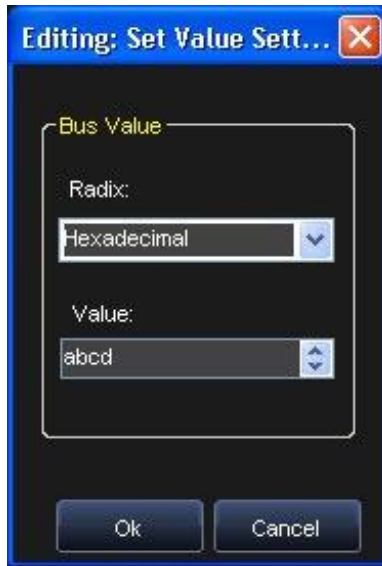 Editing: Set Value Sett...
Bus Value
Radix:
Hexadecimal
Value:
abcd
Ok
Cancel